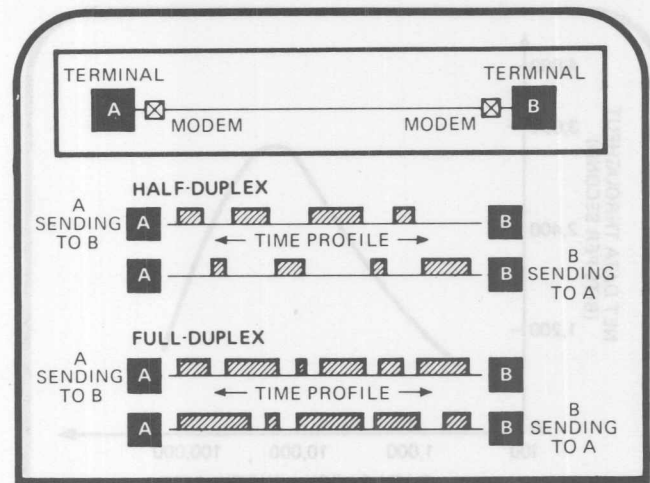 TERMINAL
TERMINAL
A
B
MODEM
MODEM
HALF-DUPLEX
A
SENDING
TO B
A
B
TIME PROFILE
A
B
B
SENDING
TO A
FULL-DUPLEX
A
SENDING
TO B
A
B
TIME PROFILE
A
B
B
SENDING
TO A